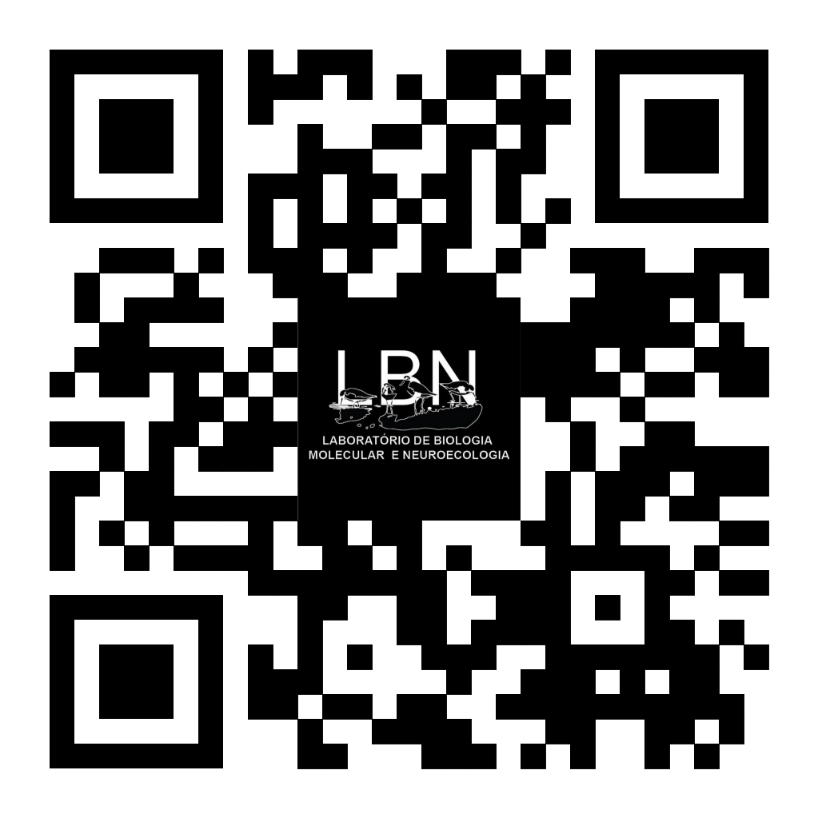 LBN
LABORATÓRIO DE BIOLOGIA
MOLECULAR E NEUROECOLOGIA